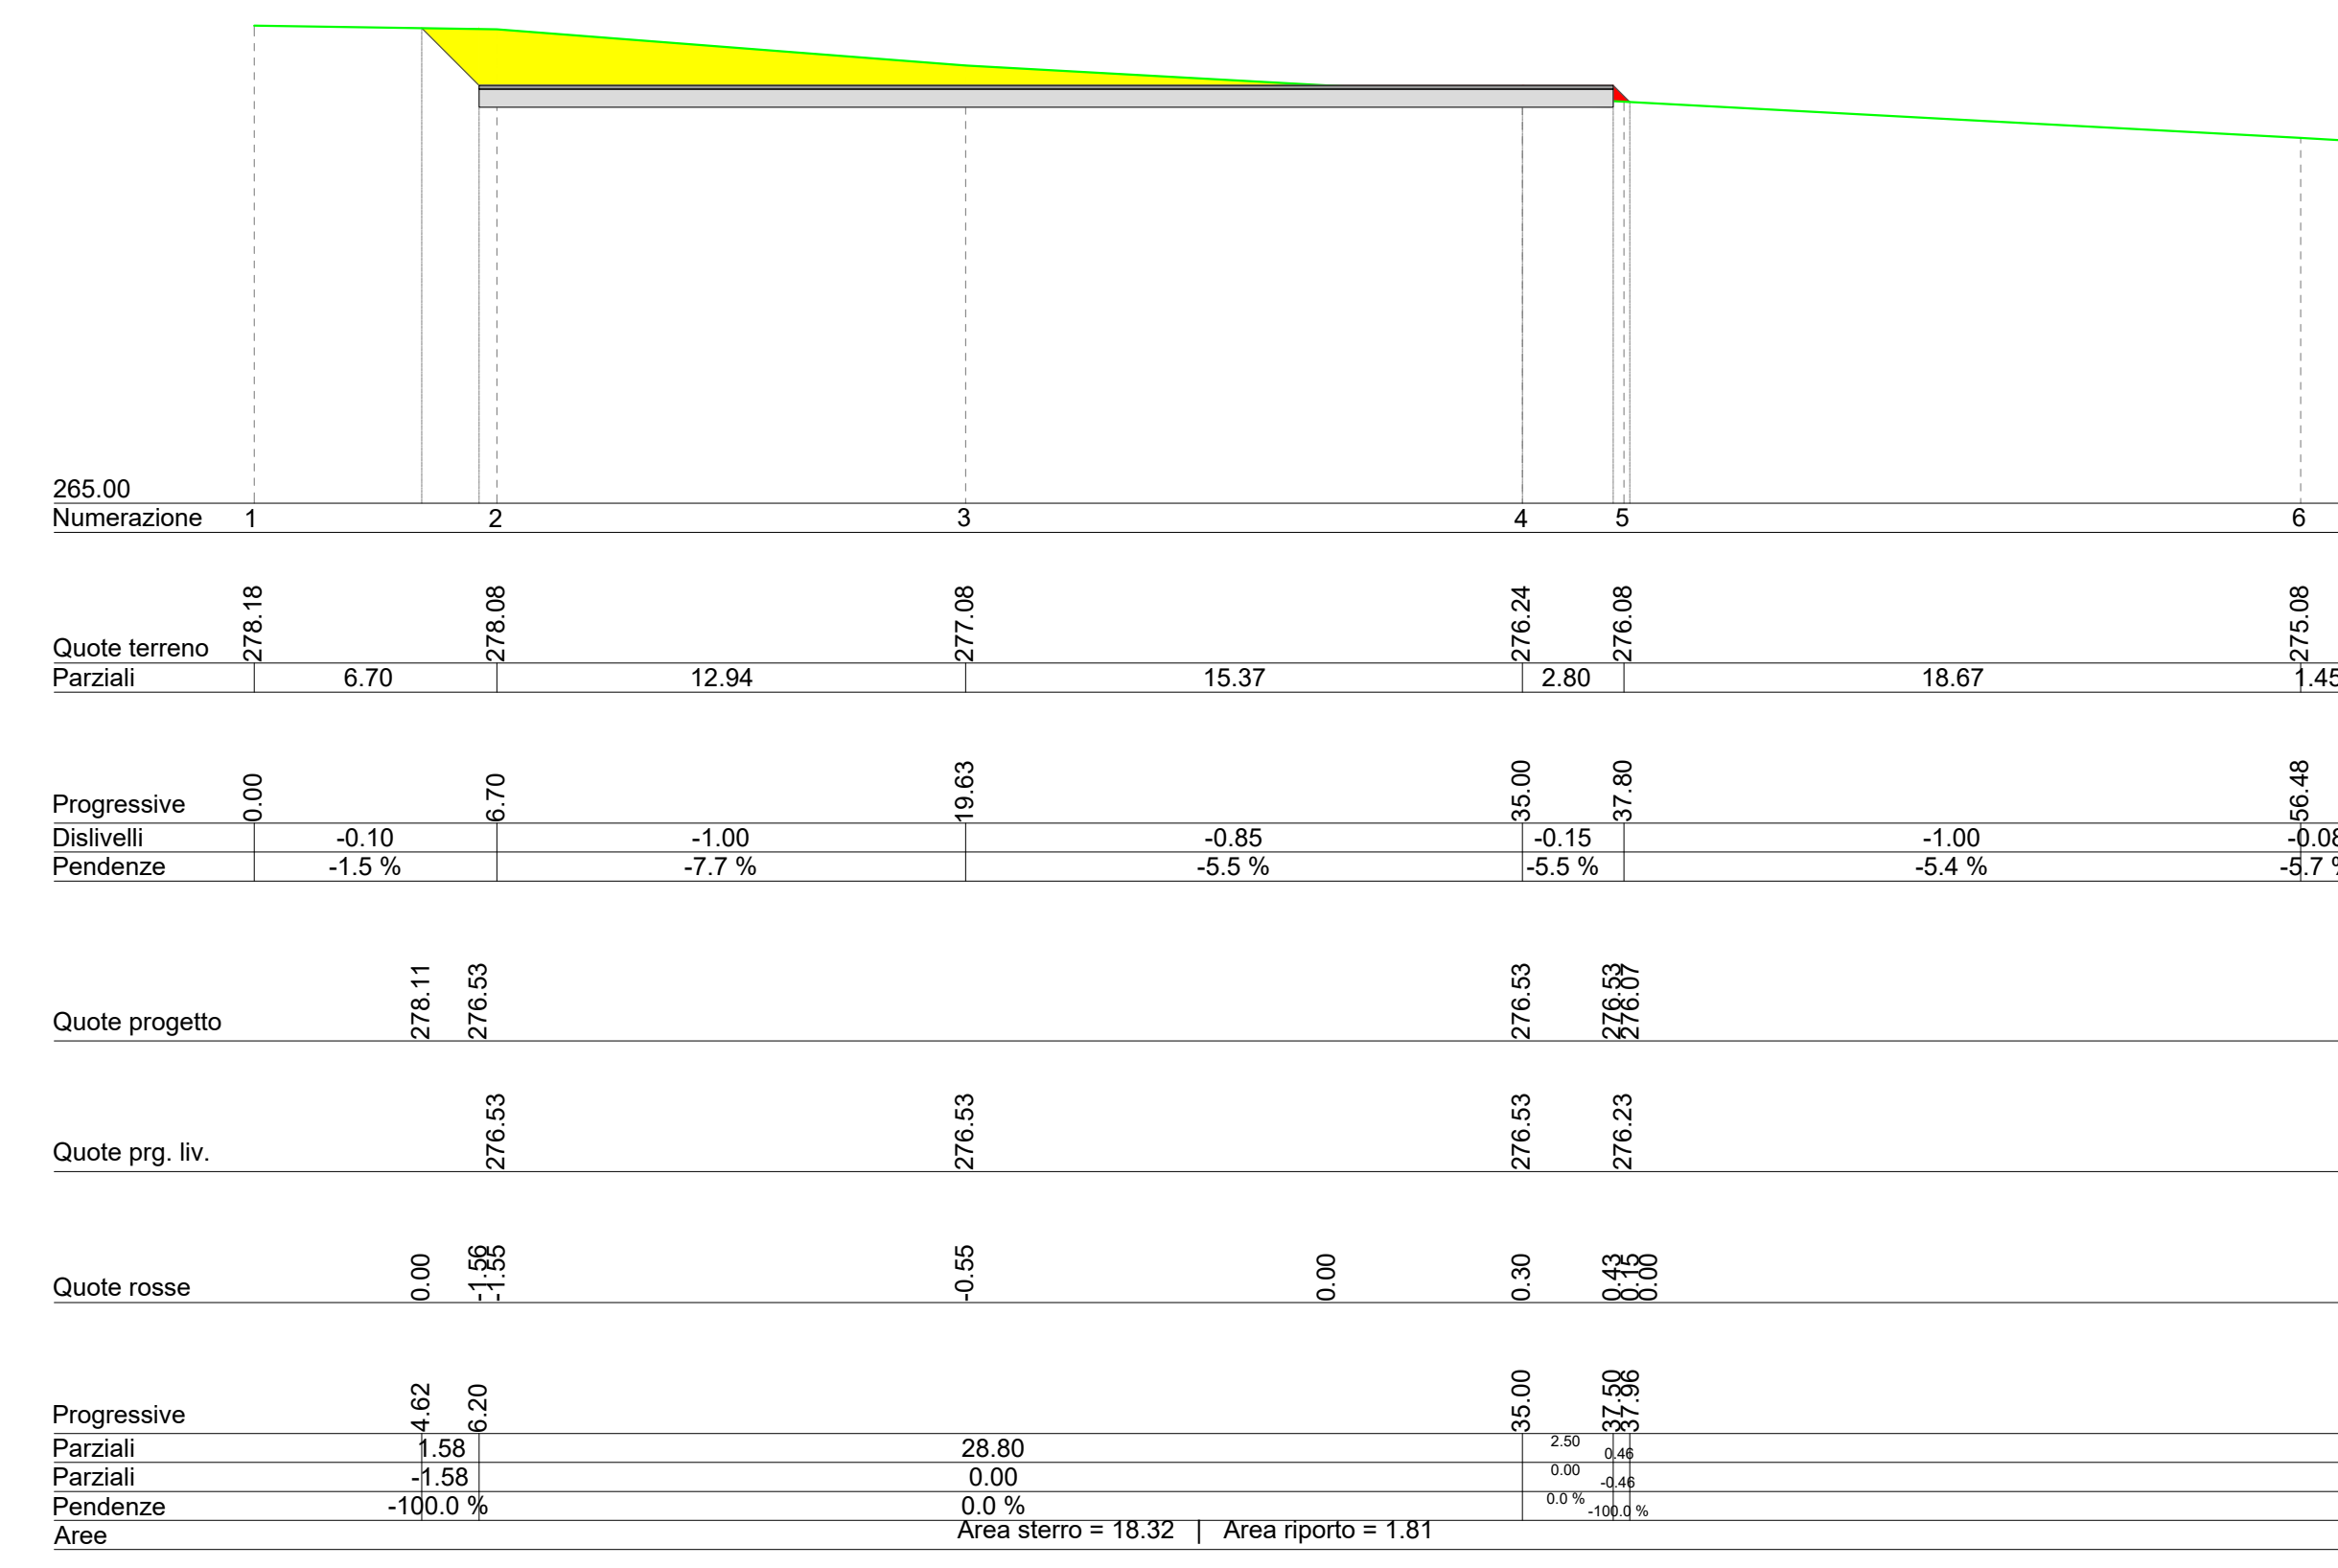 265.00
Numerazione 1 2 3 4 5 6
Quote terreno 278.18 278.08 277.08 276.24 276.08 275.08
Parziali 6.70 12.94 15.37 2.80 18.67 1.45
Progressive 0.00 6.70 19.63 35.00 37.80 56.48
Dislivelli -0.10 -1.00 -0.85 -0.15 -1.00 -0.08
Pendenze -1.5 % -7.7 % -5.5 % -5.5 % -5.4 % -5.7 %
Quote progetto 278.11 276.53 276.53 276.53 276.07
Quote prg. liv. 276.53 276.53 276.53 276.23
Quote rosse 0.00 -1.56 -1.55 -0.55 0.00 0.30 0.43 0.15 0.00
Progressive 4.62 6.20 35.00 37.50 37.96
Parziali 1.58 28.80 2.50 0.46
Parziali -1.58 0.00 0.00 -0.46
Pendenze -100.0 % 0.0 % 0.0 % -100.0 %
Aree Area sterro = 18.32 | Area riporto = 1.81